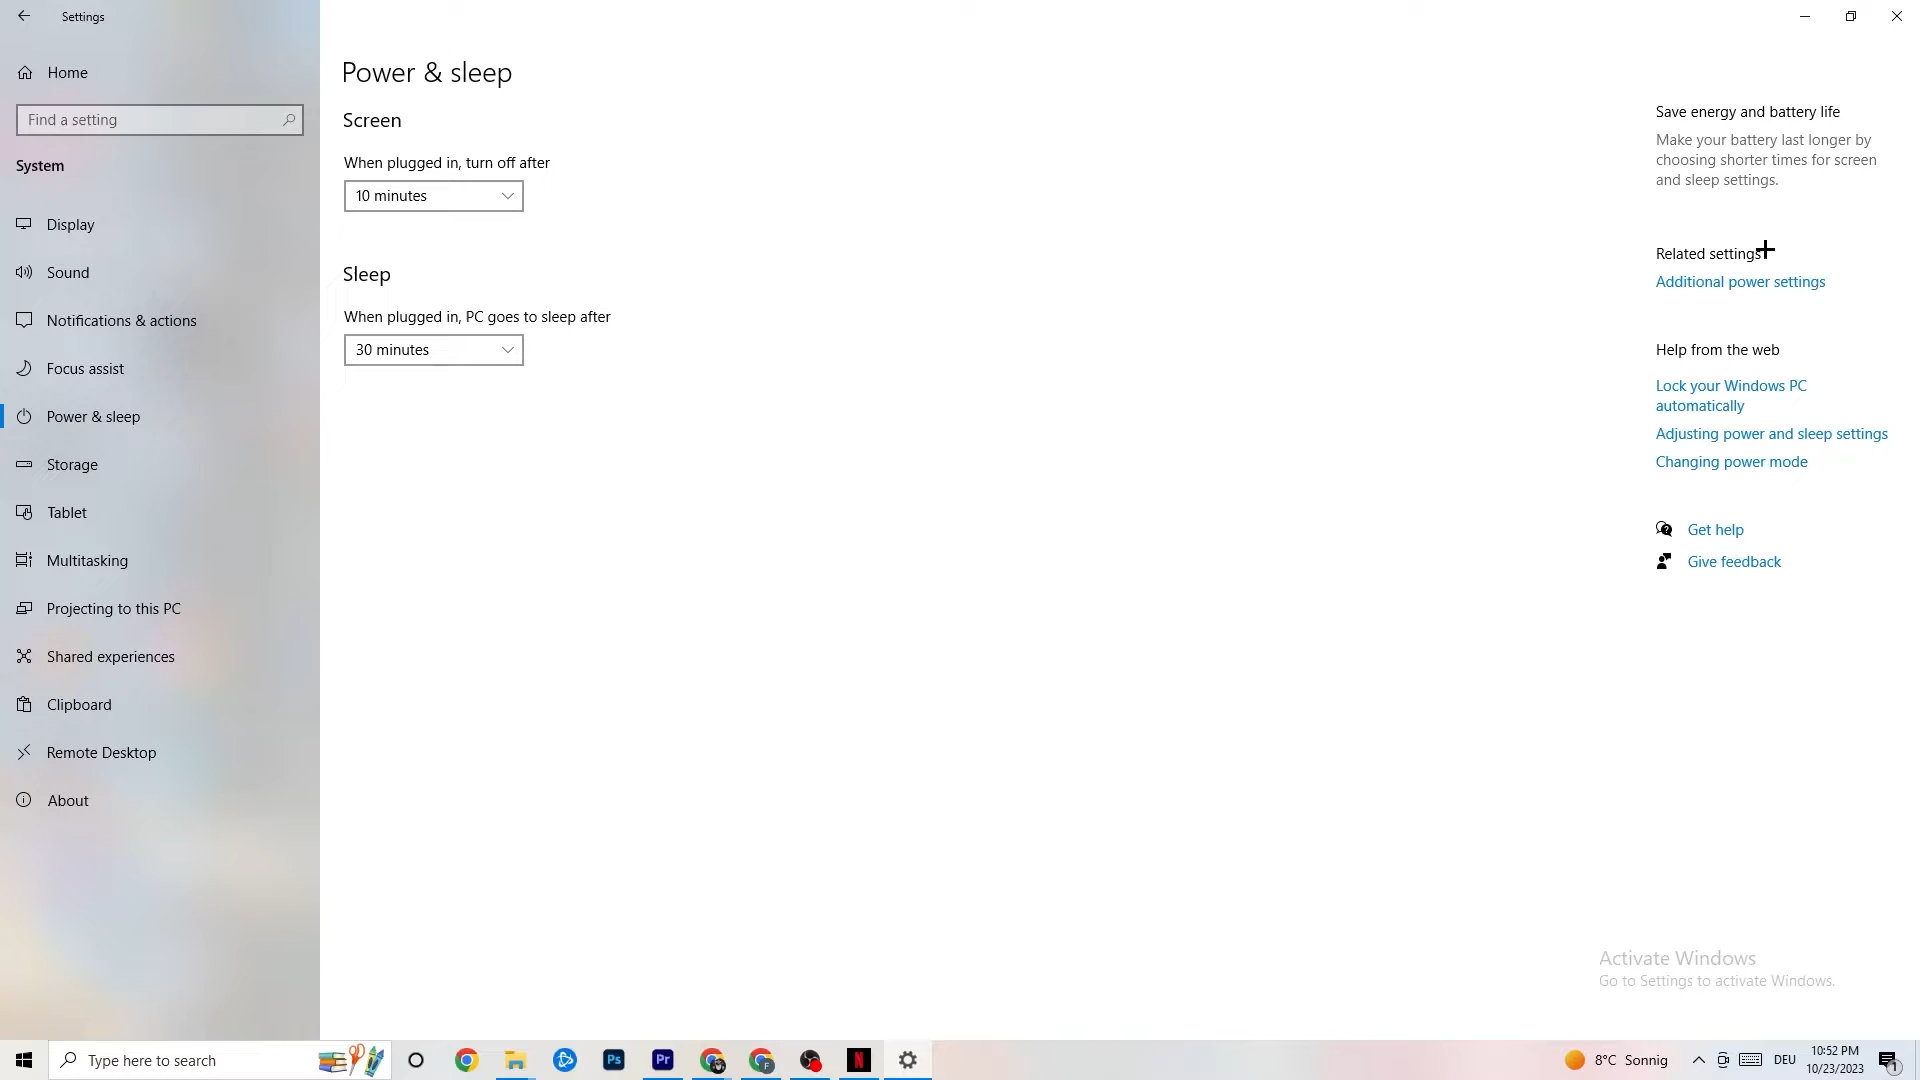 Settings
Home
Find a setting
System
Display
Sound
Notifications & actions
Focus assist
Power & sleep
Storage
Tablet
Multitasking
Projecting to this PC
Shared experiences
Clipboard
Remote Desktop
About
Power & sleep
Screen
When plugged in, turn off after
10 minutes
Sleep
When plugged in, PC goes to sleep after
30 minutes
Save energy and battery life
Make your battery last longer by
choosing shorter times for screen
and sleep settings.
Related settings
Additional power settings
Help from the web
Lock your Windows PC
automatically
Adjusting power and sleep settings
Changing power mode
Get help
Give feedback
Activate Windows
Go to Settings to activate Windows.
Type here to search
Ps
Pr
F
N
8°C Sonnig
DEU
10:52 PM
10/23/2023
1